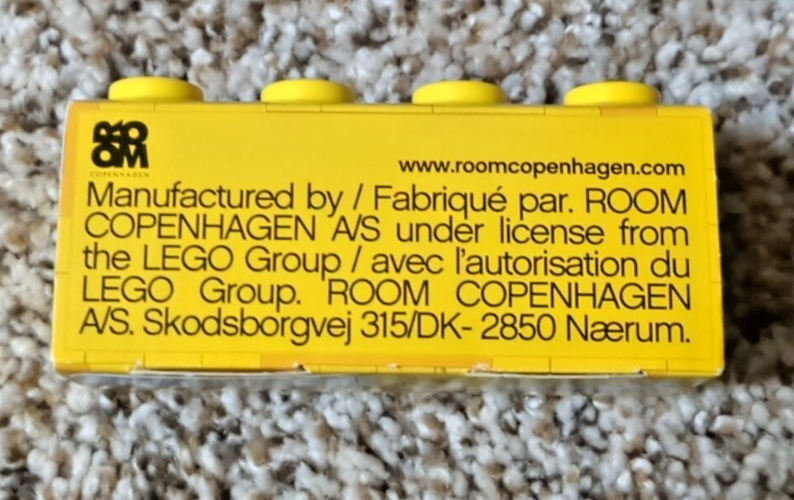 ROOM
COPENHAGEN
www.roomcopenhagen.com
Manufactured by / Fabriqué par. ROOM
COPENHAGEN A/S under license from
the LEGO Group / avec l'autorisation du
LEGO Group. ROOM COPENHAGEN
A/S. Skodsborgvej 315/DK- 2850 Nærum.